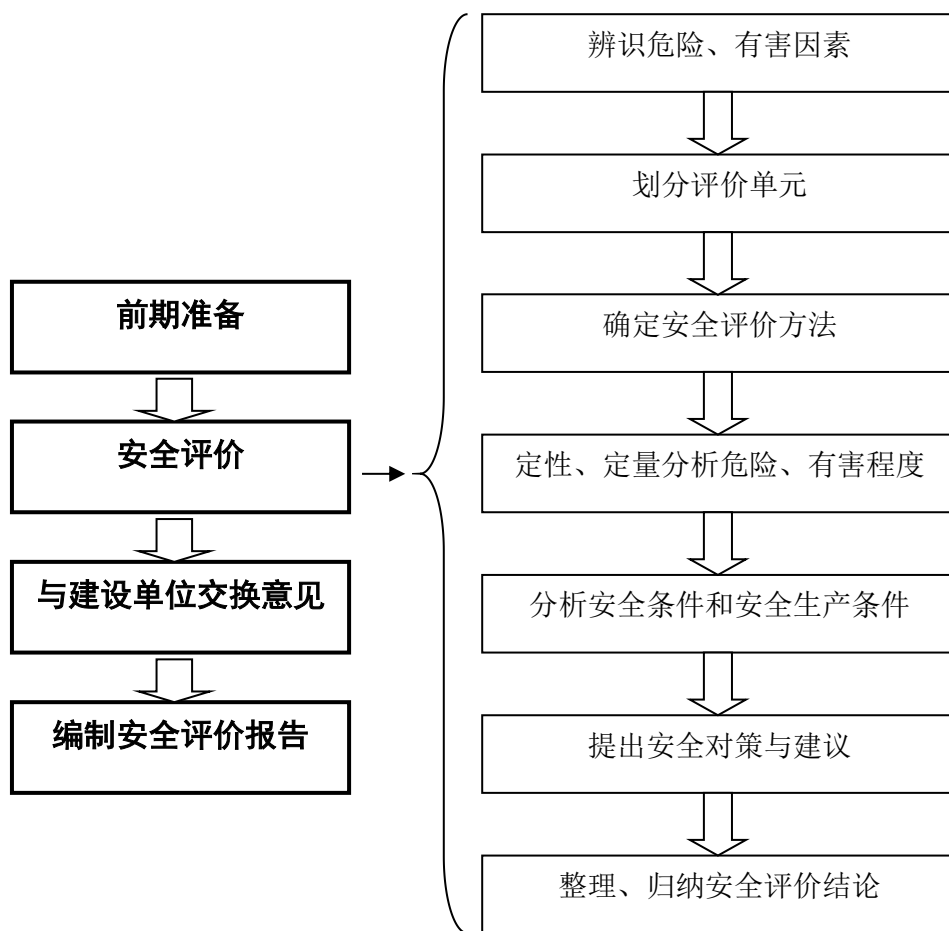 前期准备
安全评价
与建设单位交换意见
编制安全评价报告
辨识危险、有害因素
划分评价单元
确定安全评价方法
定性、定量分析危险、有害程度
分析安全条件和安全生产条件
提出安全对策与建议
整理、归纳安全评价结论